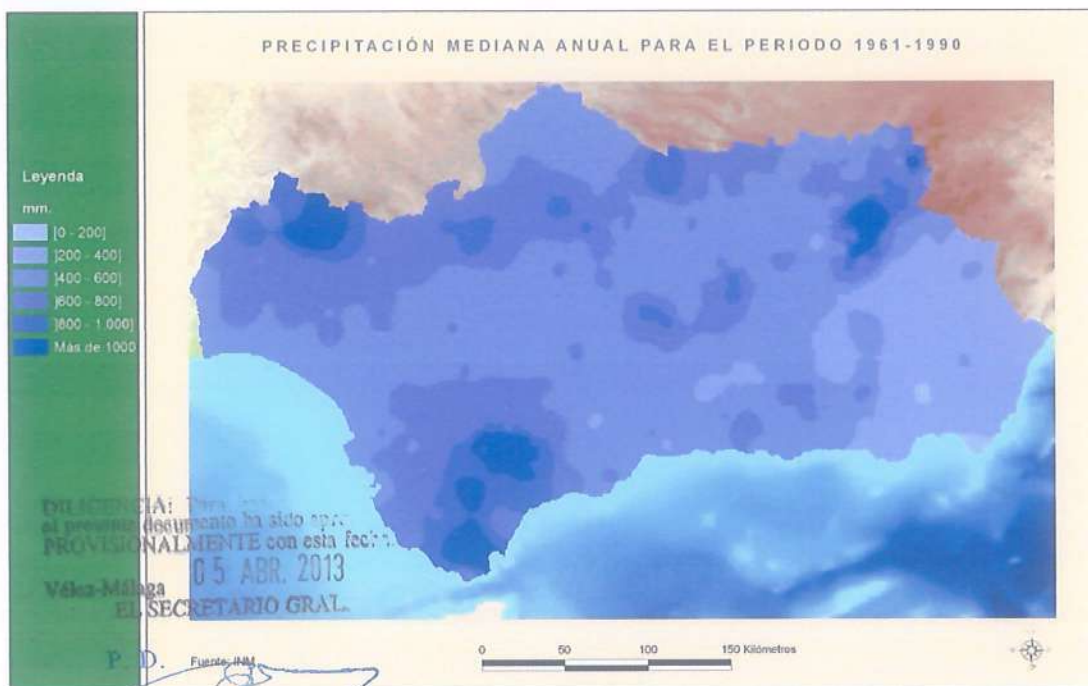 PRECIPITACIÓN MEDIANA ANUAL PARA EL PERIODO 1961-1990
Leyenda
mm.
[0 - 200]
]200 - 400]
]400 - 600]
]600 - 800]
]800 - 1.000]
Más de 1000
DILIGENCIA: Para
el presente documento ha sido
PROVISIONALMENTE con esta fecha.
05 ABR. 2013
Vélez-Málaga
EL SECRETARIO GRAL.
P. D.
Fuente: INM
0 50 100 150 Kilómetros